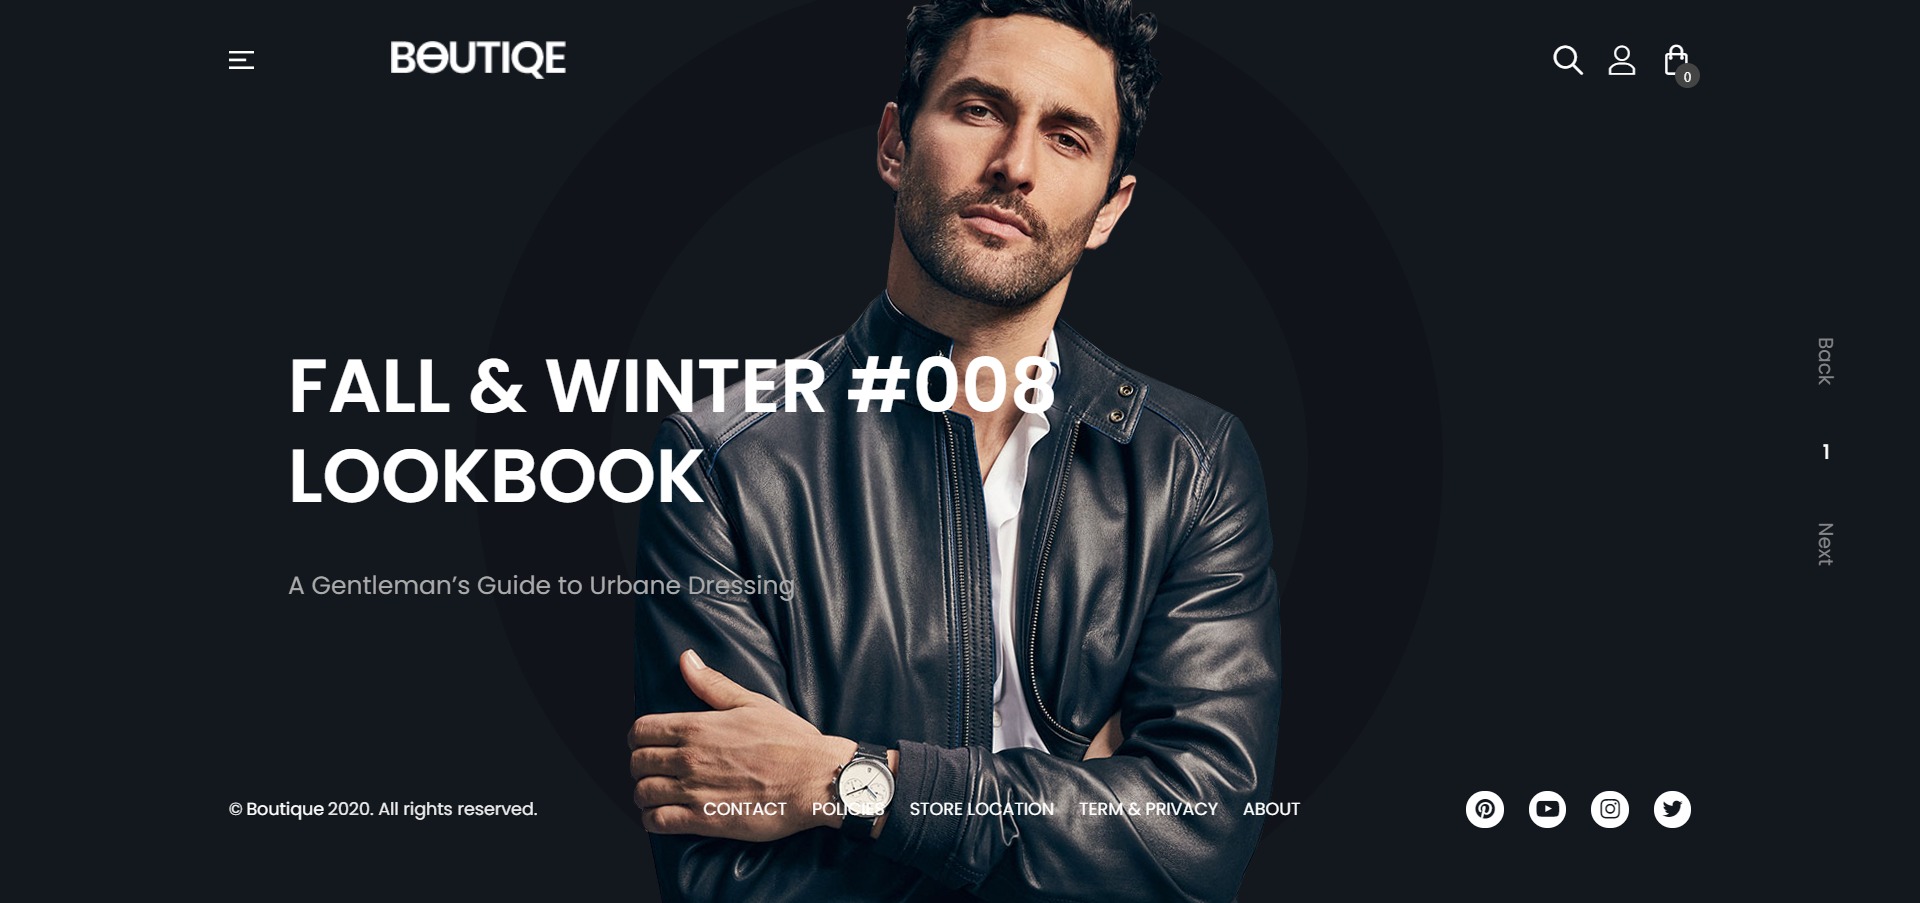 BOUTIQE
0
FALL & WINTER #008
LOOKBOOK
A Gentleman’s Guide to Urbane Dressing
Back
1
Next
© Boutique 2020. All rights reserved.
CONTACT POLICIES STORE LOCATION TERM & PRIVACY ABOUT